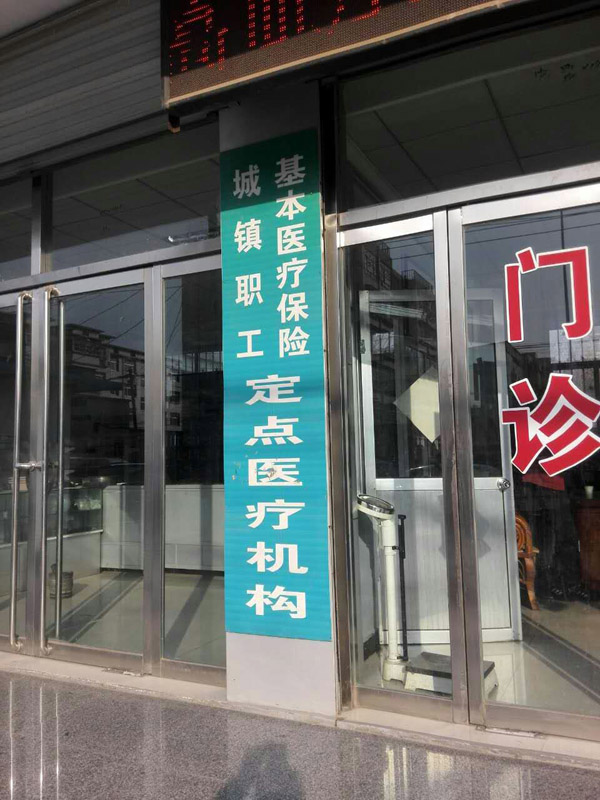 城镇职工
基本医疗保险
定点医疗机构
门诊